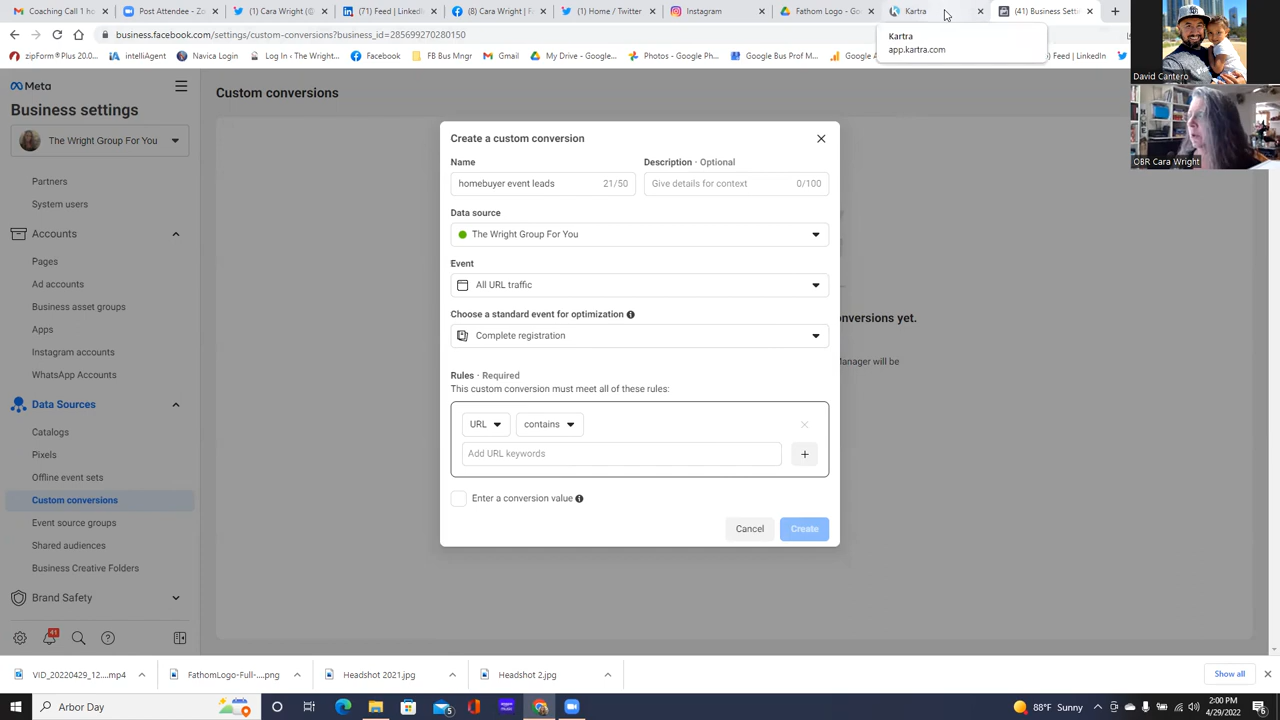 Coaching Call 1 h
Post Attendee - Zo
(1) Cara Wright (
(71) Feed | LinkedI
(8) Cara Wright | F
(1) Home / Twitter
Instagram
Fathom Logo - Go
Kartra
(41) Business Setti
business.facebook.com/settings/custom-conversions?business_id=285699270280150
Kartra
app.kartra.com
zipForm®Plus 20.0...
intelliAgent
Navica Login
Log In ‹ The Wright...
Facebook
FB Bus Mngr
Gmail
My Drive - Google...
Photos - Google Ph...
Google Bus Prof M...
Google A
) Feed | LinkedIn
David Cantero
OBR Cara Wright
Meta
Business settings
The Wright Group For You
Partners
System users
Accounts
Pages
Ad accounts
Business asset groups
Apps
Instagram accounts
WhatsApp Accounts
Data Sources
Catalogs
Pixels
Offline event sets
Custom conversions
Event source groups
Shared audiences
Business Creative Folders
Brand Safety
41
Custom conversions
onversions yet.
Manager will be
Create a custom conversion
Name
Description · Optional
homebuyer event leads
21/50
Give details for context
0/100
Data source
The Wright Group For You
Event
All URL traffic
Choose a standard event for optimization
Complete registration
Rules · Required
This custom conversion must meet all of these rules:
URL
contains
Add URL keywords
+
Enter a conversion value
Cancel
Create
VID_20220429_12....mp4
FathomLogo-Full-....png
Headshot 2021.jpg
Headshot 2.jpg
Show all
Arbor Day
88°F Sunny
2:00 PM
4/29/2022